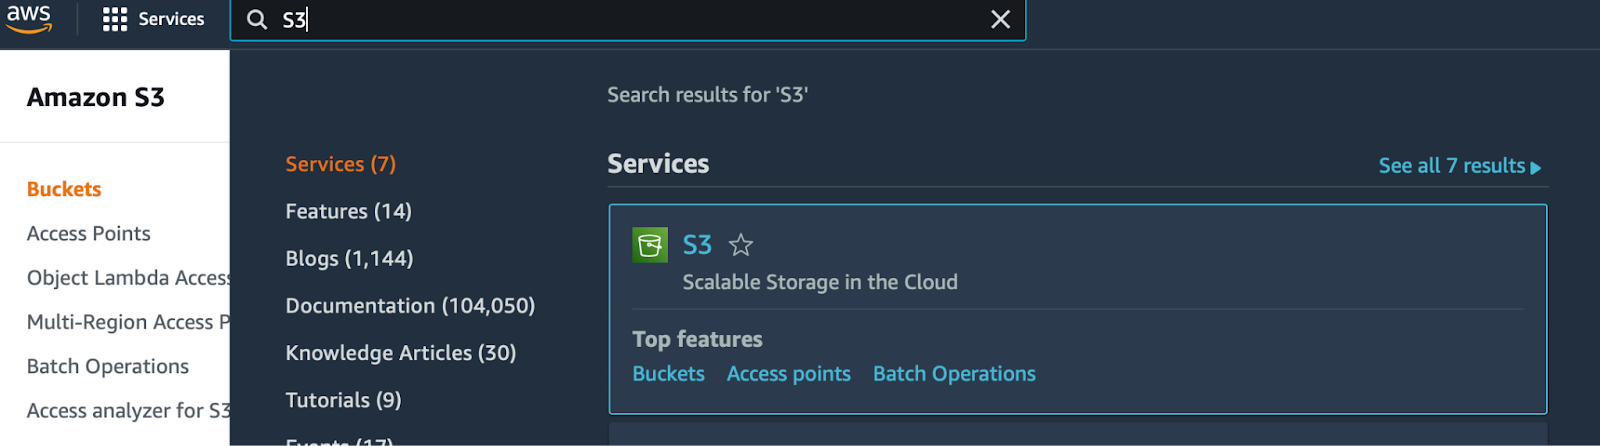 aws
Services
S3
Amazon S3
Buckets
Access Points
Object Lambda Access
Multi-Region Access P
Batch Operations
Access analyzer for S3
Search results for 'S3'
Services (7)
Features (14)
Blogs (1,144)
Documentation (104,050)
Knowledge Articles (30)
Tutorials (9)
Events (17)
Services
See all 7 results
S3
Scalable Storage in the Cloud
Top features
Buckets Access points Batch Operations